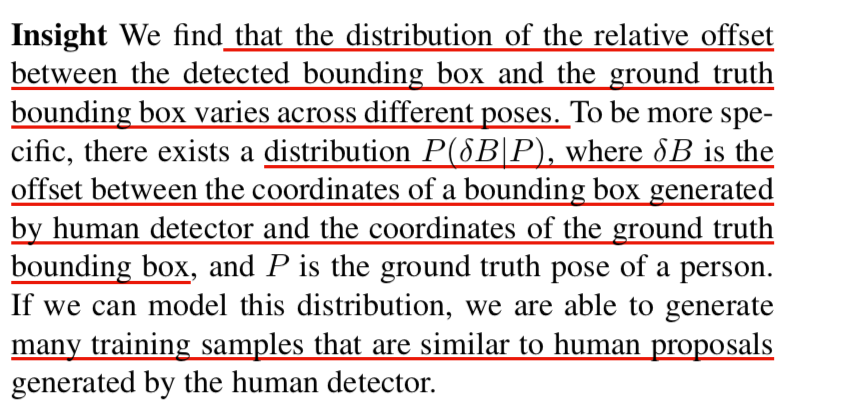 Insight We find that the distribution of the relative offset
between the detected bounding box and the ground truth
bounding box varies across different poses. To be more spe-
cific, there exists a distribution P(δB|P), where δB is the
offset between the coordinates of a bounding box generated
by human detector and the coordinates of the ground truth
bounding box, and P is the ground truth pose of a person.
If we can model this distribution, we are able to generate
many training samples that are similar to human proposals
generated by the human detector.